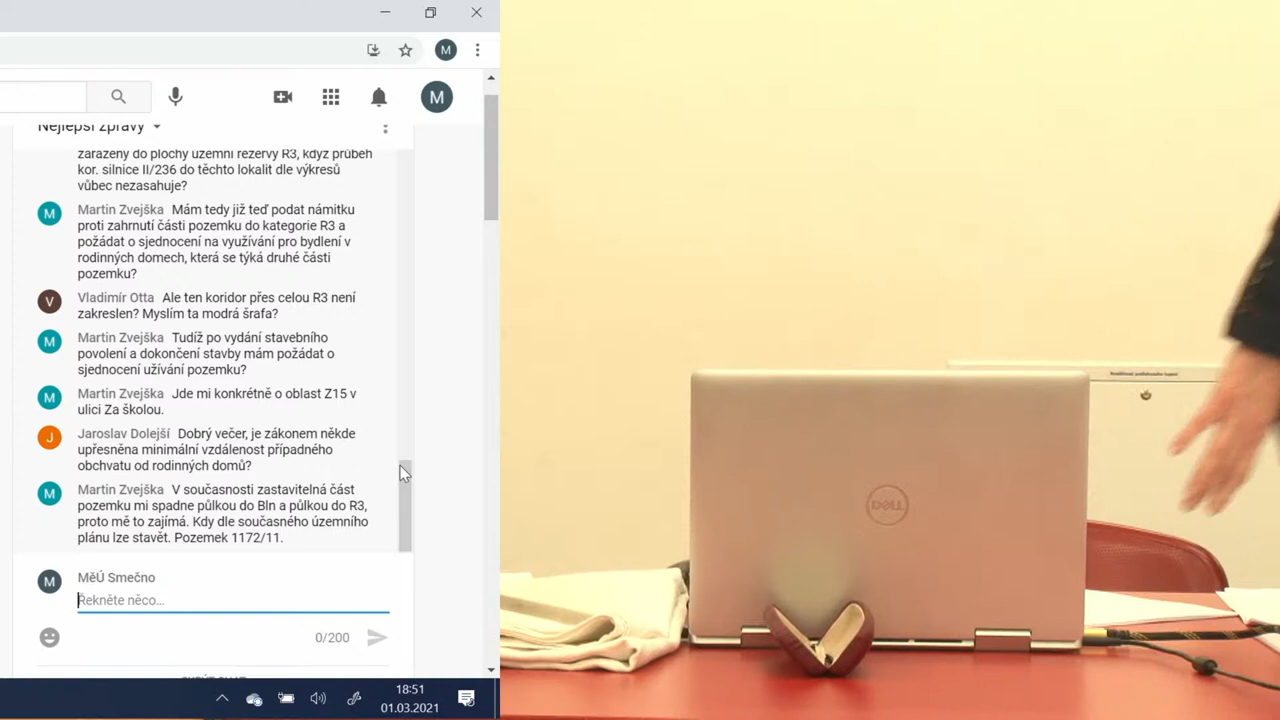 M
M
Nejlepší zprávy
zařazeny do plochy územní rezervy R3, když průběh
kor. silnice II/236 do těchto lokalit dle výkresů
vůbec nezasahuje?
M Martin Zvejška Mám tedy již teď podat námitku
proti zahrnutí části pozemku do kategorie R3 a
požádat o sjednocení na využívání pro bydlení v
rodinných domech, která se týká druhé části
pozemku?
V Vladimír Otta Ale ten koridor přes celou R3 není
zakreslen? Myslím ta modrá šrafa?
M Martin Zvejška Tudíž po vydání stavebního
povolení a dokončení stavby mám požádat o
sjednocení užívání pozemku?
M Martin Zvejška Jde mi konkrétně o oblast Z15 v
ulici Za školou.
J Jaroslav Dolejší Dobrý večer, je zákonem někde
upřesněna minimální vzdálenost případného
obchvatu od rodinných domů?
M Martin Zvejška V současnosti zastavitelná část
pozemku mi spadne půlkou do Bln a půlkou do R3,
proto mě to zajímá. Kdy dle současného územního
plánu lze stavět. Pozemek 1172/11.
M MěÚ Smečno
Řekněte něco...
0/200
18:51
01.03.2021
DELL